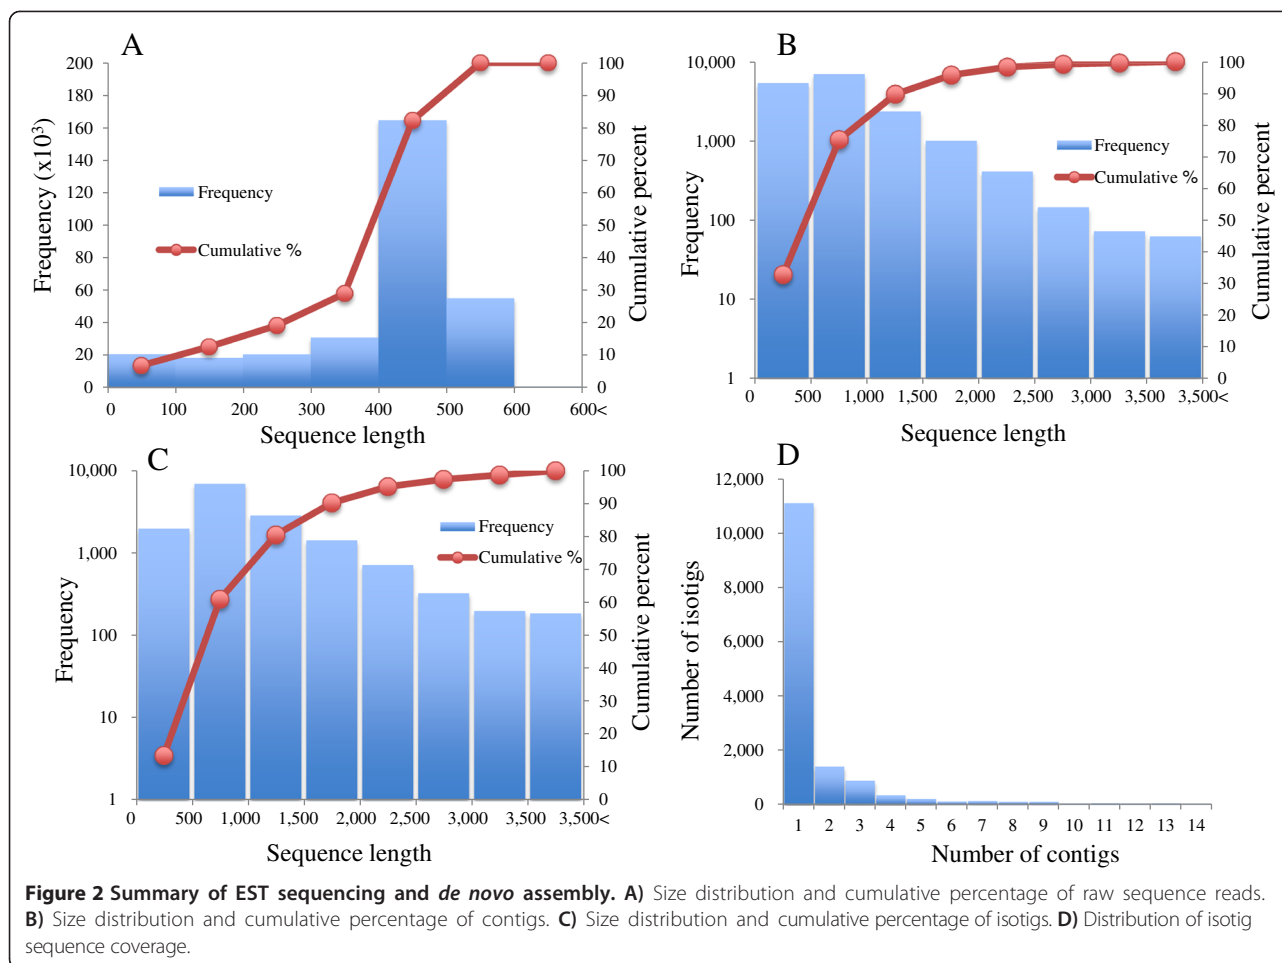 A
200
180
160
140
120
100
80
60
40
20
0
Frequency (x10³)
Frequency
Cumulative %
100
90
80
70
60
50
40
30
20
10
0
Cumulative percent
0 100 200 300 400 500 600 600<
Sequence length
B
10,000
1,000
100
10
1
Frequency
Frequency
Cumulative %
100
90
80
70
60
50
40
30
20
10
0
Cumulative percent
0 500 1,000 1,500 2,000 2,500 3,000 3,500 3,500<
Sequence length
C
10,000
1,000
100
10
1
Frequency
Frequency
Cumulative %
100
90
80
70
60
50
40
30
20
10
0
Cumulative percent
0 500 1,000 1,500 2,000 2,500 3,000 3,500 3,500<
Sequence length
D
12,000
10,000
8,000
6,000
4,000
2,000
0
Number of isotigs
1 2 3 4 5 6 7 8 9 10 11 12 13 14
Number of contigs
Figure 2 Summary of EST sequencing and de novo assembly. A) Size distribution and cumulative percentage of raw sequence reads.
B) Size distribution and cumulative percentage of contigs. C) Size distribution and cumulative percentage of isotigs. D) Distribution of isotig
sequence coverage.